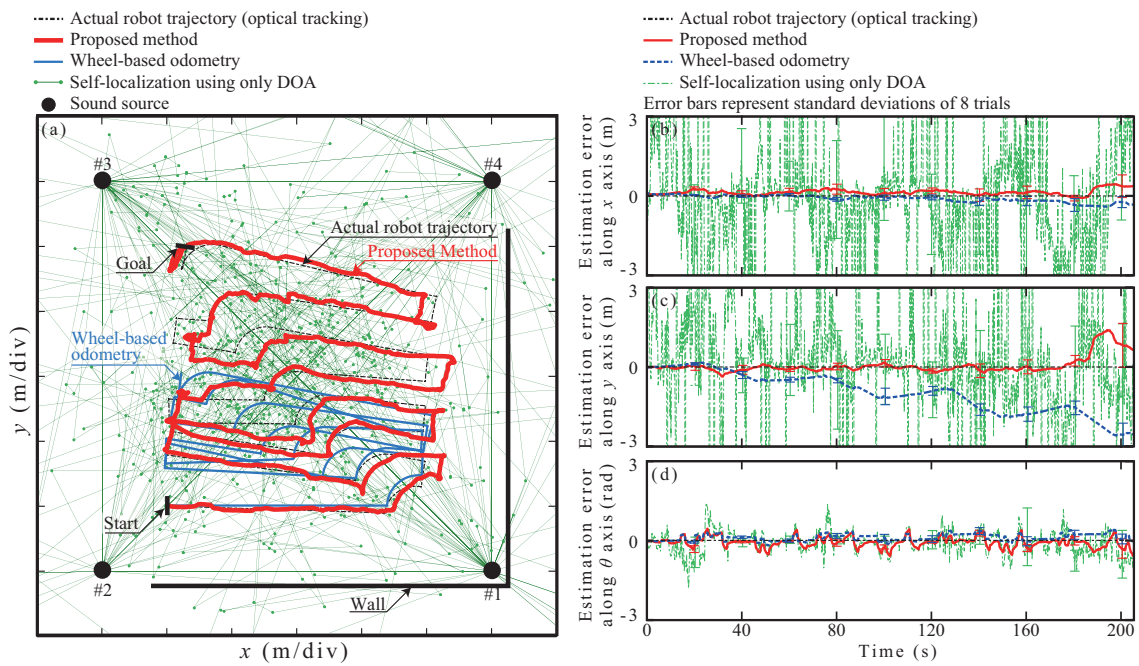 Actual robot trajectory (optical tracking)
Proposed method
Wheel-based odometry
Self-localization using only DOA
Sound source
(a)
#3
#4
Actual robot trajectory
Proposed Method
Goal
Wheel-based
odometry
Start
#2
#1
Wall
y (m/div)
x (m/div)
Actual robot trajectory (optical tracking)
Proposed method
Wheel-based odometry
Self-localization using only DOA
Error bars represent standard deviations of 8 trials
Estimation error
along x axis (m)
3
0
-3
(b)
Estimation error
along y axis (m)
3
0
-3
(c)
Estimation error
along θ axis (rad)
3
0
-3
(d)
0 40 80 120 160 200
Time (s)